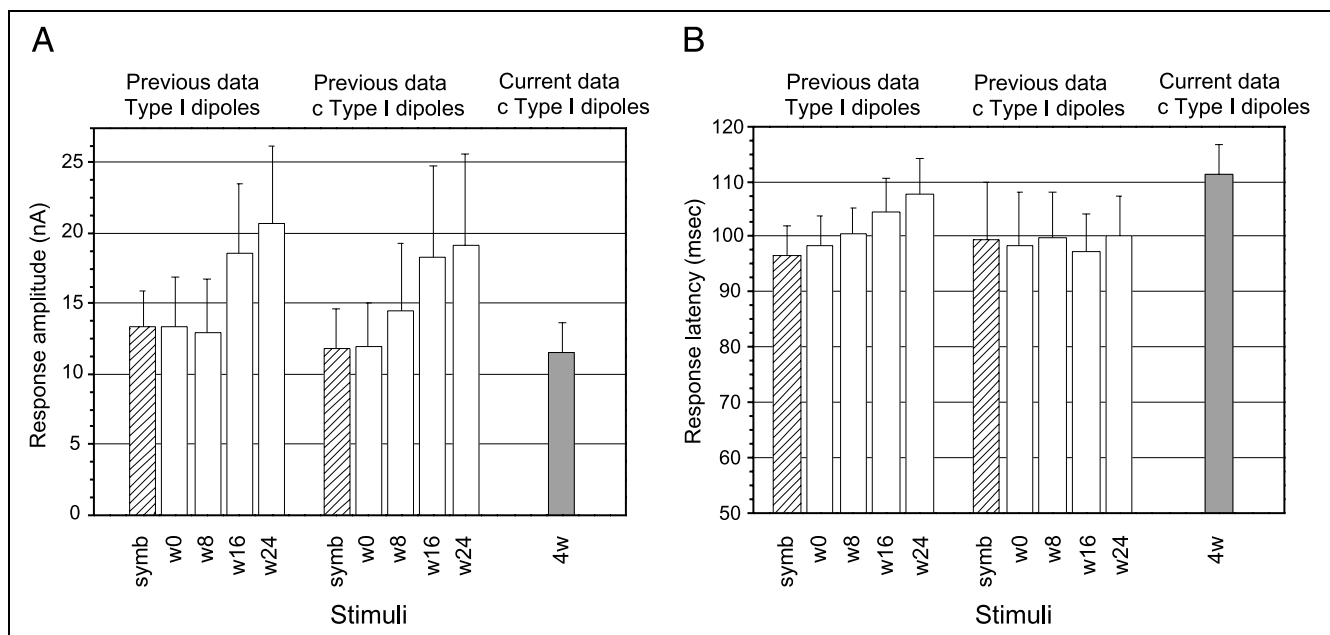 A
Previous data
Type I dipoles
Previous data
c Type I dipoles
Current data
c Type I dipoles
Response amplitude (nA)
25
20
15
10
5
0
symb
w0
w8
w16
w24
symb
w0
w8
w16
w24
4w
Stimuli
B
Previous data
Type I dipoles
Previous data
c Type I dipoles
Current data
c Type I dipoles
Response latency (msec)
120
110
100
90
80
70
60
50
symb
w0
w8
w16
w24
symb
w0
w8
w16
w24
4w
Stimuli